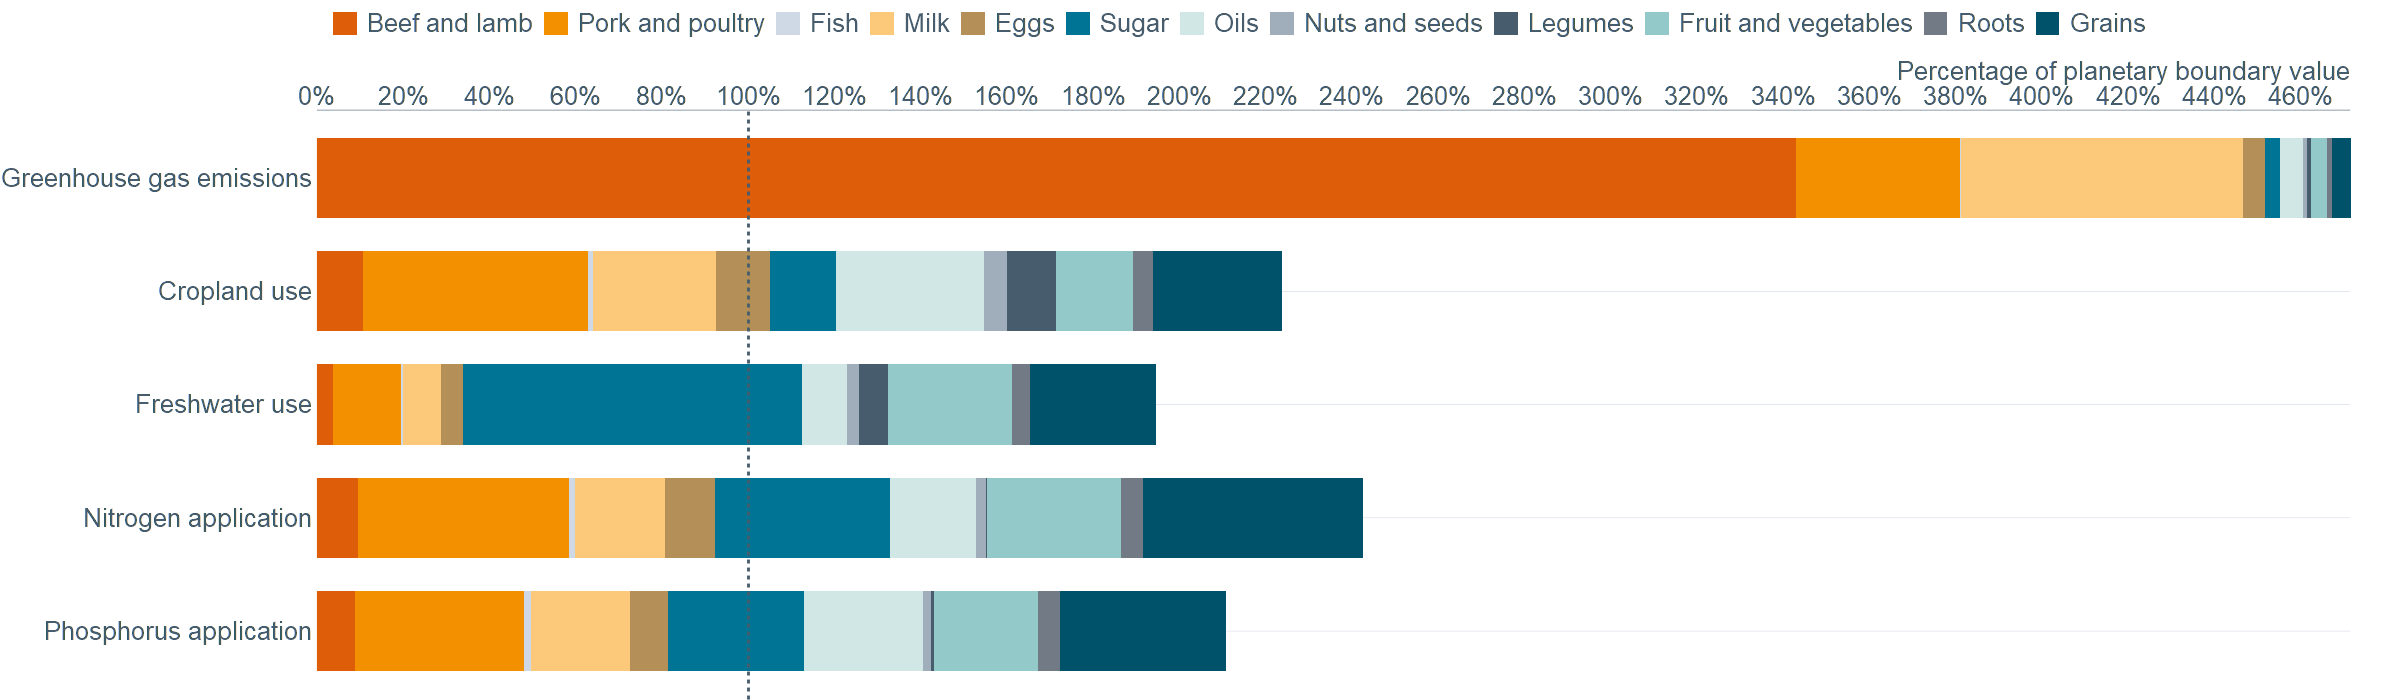 Beef and lamb Pork and poultry Fish Milk Eggs Sugar Oils Nuts and seeds Legumes Fruit and vegetables Roots Grains
Percentage of planetary boundary value
0% 20% 40% 60% 80% 100% 120% 140% 160% 180% 200% 220% 240% 260% 280% 300% 320% 340% 360% 380% 400% 420% 440% 460%
Greenhouse gas emissions
Cropland use
Freshwater use
Nitrogen application
Phosphorus application